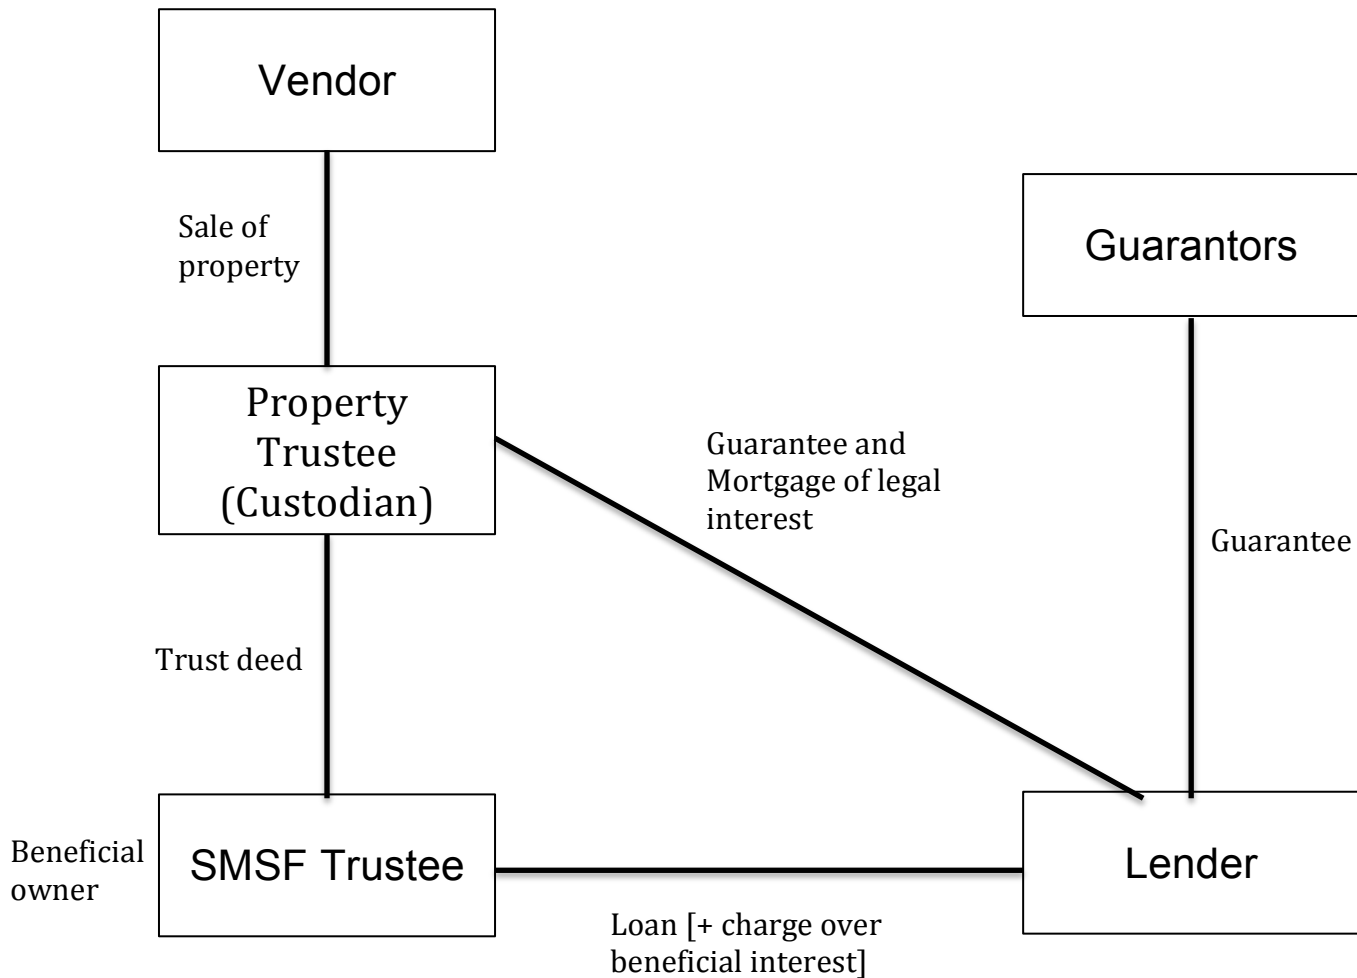 Vendor
Sale of
property
Guarantors
Property
Trustee
(Custodian)
Guarantee and
Mortgage of legal
interest
Guarantee
Trust deed
Beneficial
owner
SMSF Trustee
Lender
Loan [+ charge over
beneficial interest]